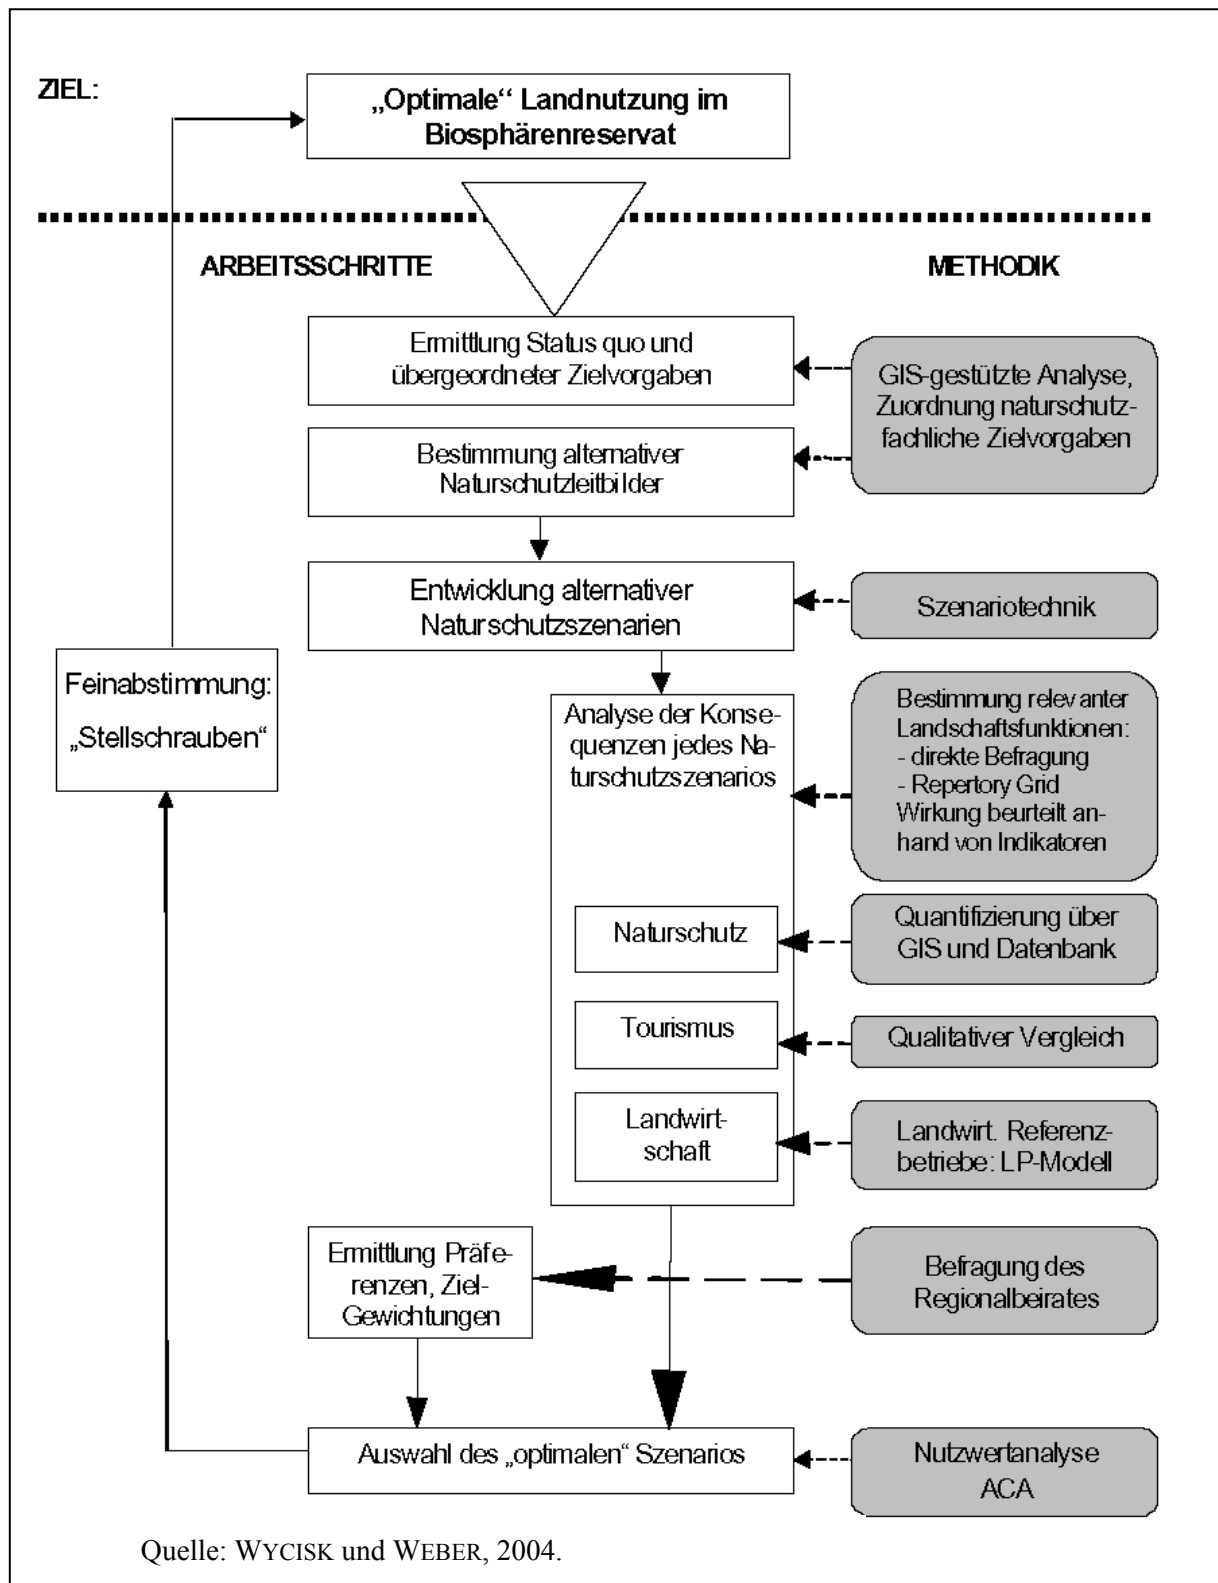 ZIEL:
„Optimale“ Landnutzung im
Biosphärenreservat
ARBEITSSCHRITTE
METHODIK
Ermittlung Status quo und
übergeordneter Zielvorgaben
GIS-gestützte Analyse,
Zuordnung naturschutz-
fachliche Zielvorgaben
Bestimmung alternativer
Naturschutzleitbilder
Entwicklung alternativer
Naturschutzszenarien
Szenariotechnik
Feinabstimmung:
„Stellschrauben“
Analyse der Konse-
quenzen jedes Na-
turschutzszenarios
Bestimmung relevanter
Landschaftsfunktionen:
- direkte Befragung
- Repertory Grid
Wirkung beurteilt an-
hand von Indikatoren
Naturschutz
Quantifizierung über
GIS und Datenbank
Tourismus
Qualitativer Vergleich
Landwirt-
schaft
Landwirt. Referenz-
betriebe: LP-Modell
Ermittlung Präfe-
renzen, Ziel-
Gewichtungen
Befragung des
Regionalbeirates
Auswahl des „optimalen“ Szenarios
Nutzwertanalyse
ACA
Quelle: WYCISK und WEBER, 2004.